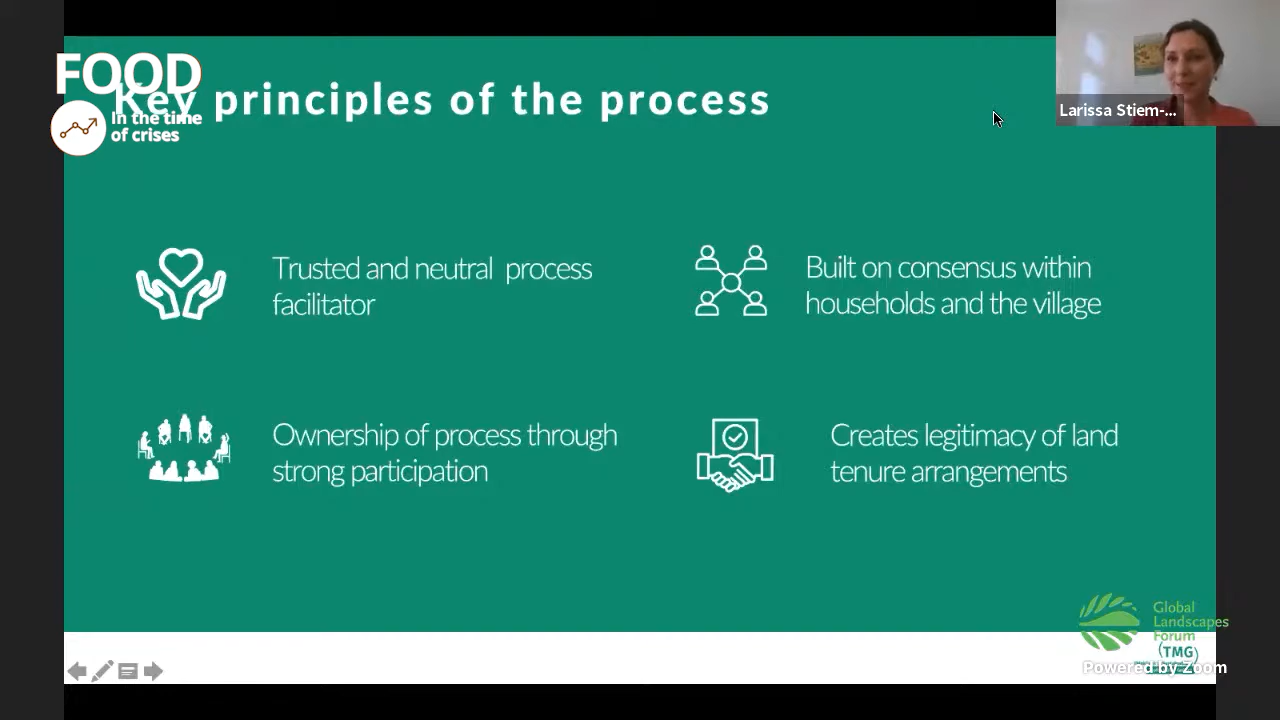 FOOD
In the time
of crises
Key principles of the process
Larissa Stiem-...
Trusted and neutral process
facilitator
Built on consensus within
households and the village
Ownership of process through
strong participation
Creates legitimacy of land
tenure arrangements
Global
Landscapes
Forum
(TMG)
Powered by Zoom